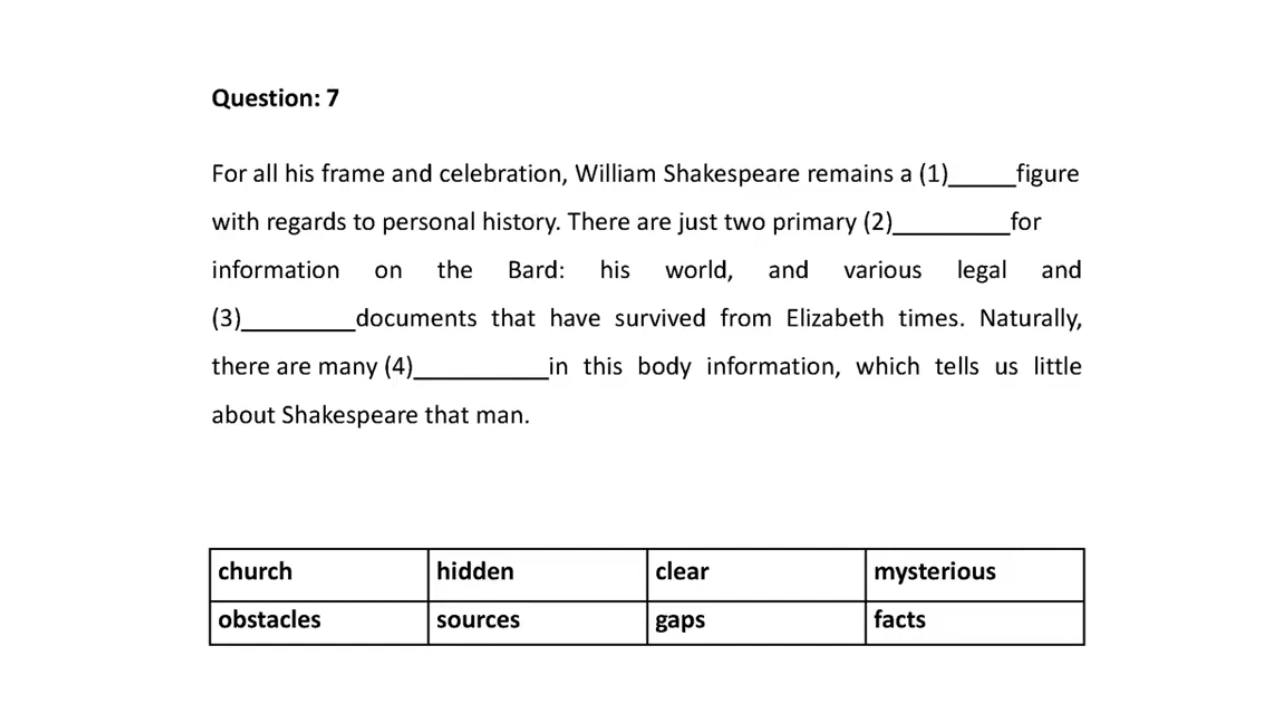 Question: 7
For all his frame and celebration, William Shakespeare remains a (1)_____figure
with regards to personal history. There are just two primary (2)_________for
information on the Bard: his world, and various legal and
(3)_________documents that have survived from Elizabeth times. Naturally,
there are many (4)__________in this body information, which tells us little
about Shakespeare that man.
church hidden clear mysterious
obstacles sources gaps facts